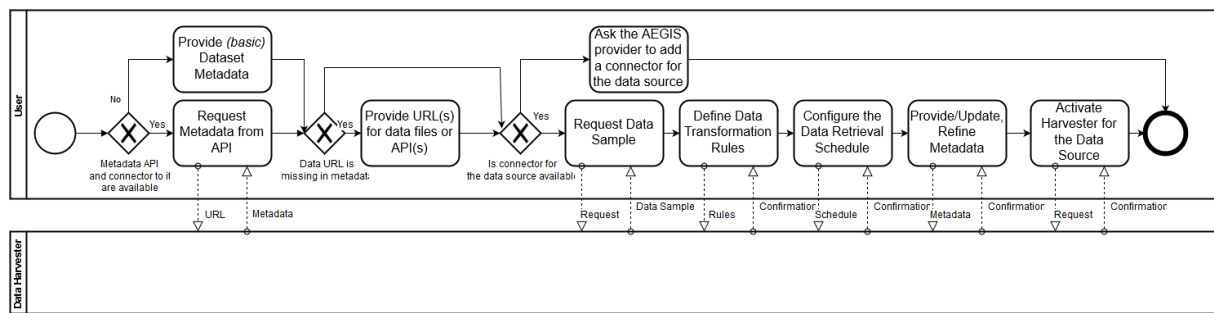 User
Provide (basic)
Dataset
Metadata
No
Yes
Request
Metadata from
API
Metadata API
and connector to it
are available
Data URL is
missing in metadata
Yes
Provide URL(s)
for data files or
API(s)
Is connector for
the data source available
Yes
Ask the AEGIS
provider to add
a connector for
the data source
Request Data
Sample
Define Data
Transformation
Rules
Configure the
Data Retrieval
Schedule
Provide/Update,
Refine
Metadata
Activate
Harvester for
the Data
Source
URL
Metadata
Request
Data Sample
Rules
Confirmation
Schedule
Confirmation
Metadata
Confirmation
Request
Confirmation
Data Harvester